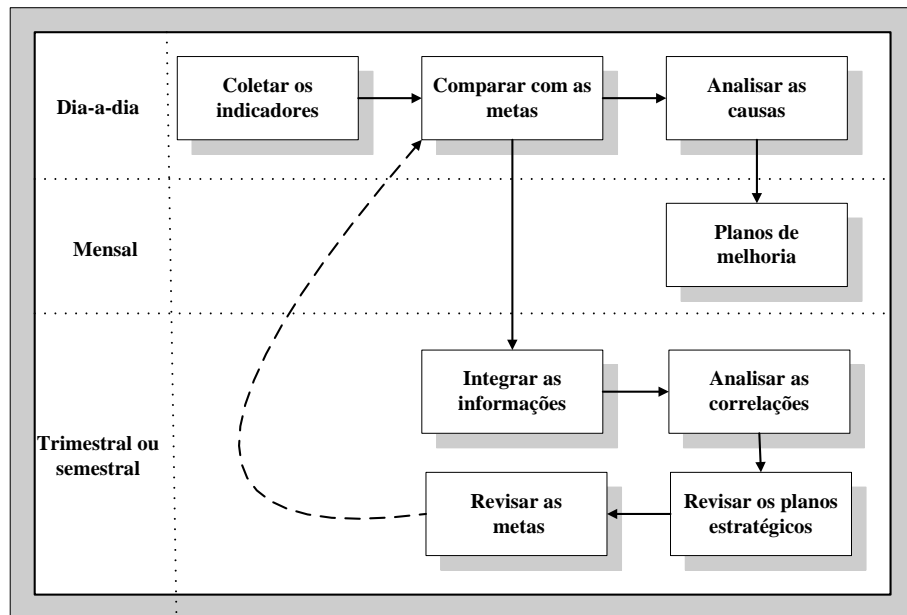 Dia-a-dia
Coletar os
indicadores
Comparar com as
metas
Analisar as
causas
Mensal
Planos de
melhoria
Trimestral ou
semestral
Integrar as
informações
Analisar as
correlações
Revisar as
metas
Revisar os planos
estratégicos